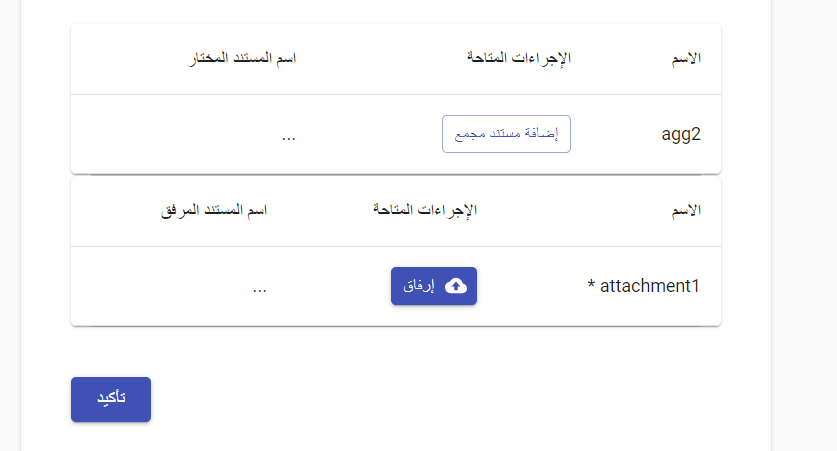 الاسم الإجراءات المتاحة اسم المستند المختار
agg2 إضافة مستند مجمع ...
الاسم الإجراءات المتاحة اسم المستند المرفق
attachment1 * إرفاق ...
تأكيد